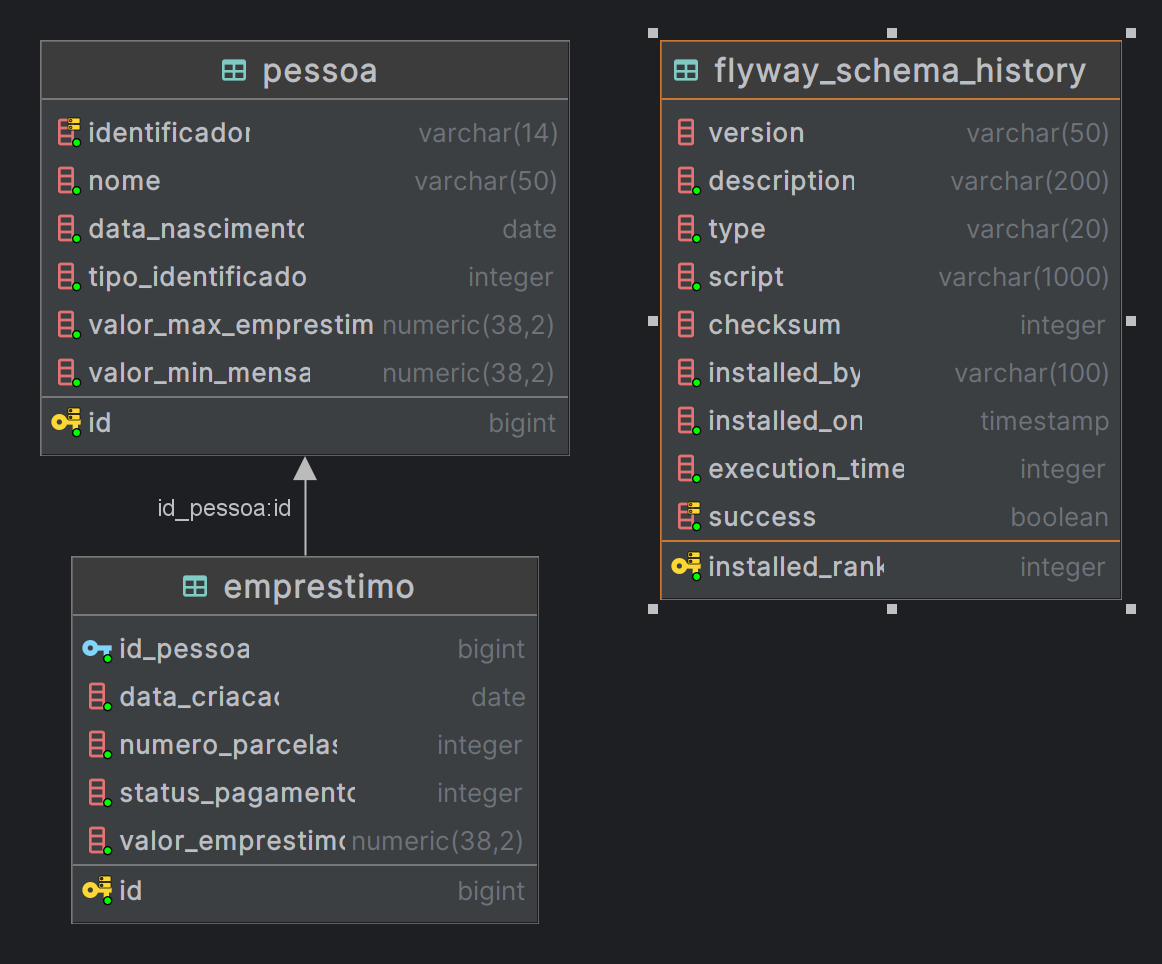 pessoa
identificador varchar(14)
nome varchar(50)
data_nascimento date
tipo_identificado integer
valor_max_emprestim numeric(38,2)
valor_min_mensa numeric(38,2)
id bigint
id_pessoa:id
emprestimo
id_pessoa bigint
data_criacao date
numero_parcelas integer
status_pagamento integer
valor_emprestimo numeric(38,2)
id bigint
flyway_schema_history
version varchar(50)
description varchar(200)
type varchar(20)
script varchar(1000)
checksum integer
installed_by varchar(100)
installed_on timestamp
execution_time integer
success boolean
installed_rank integer